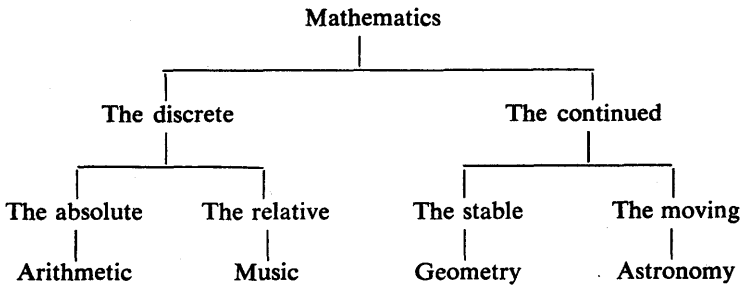 Mathematics
The discrete The continued
The absolute The relative The stable The moving
Arithmetic Music Geometry Astronomy